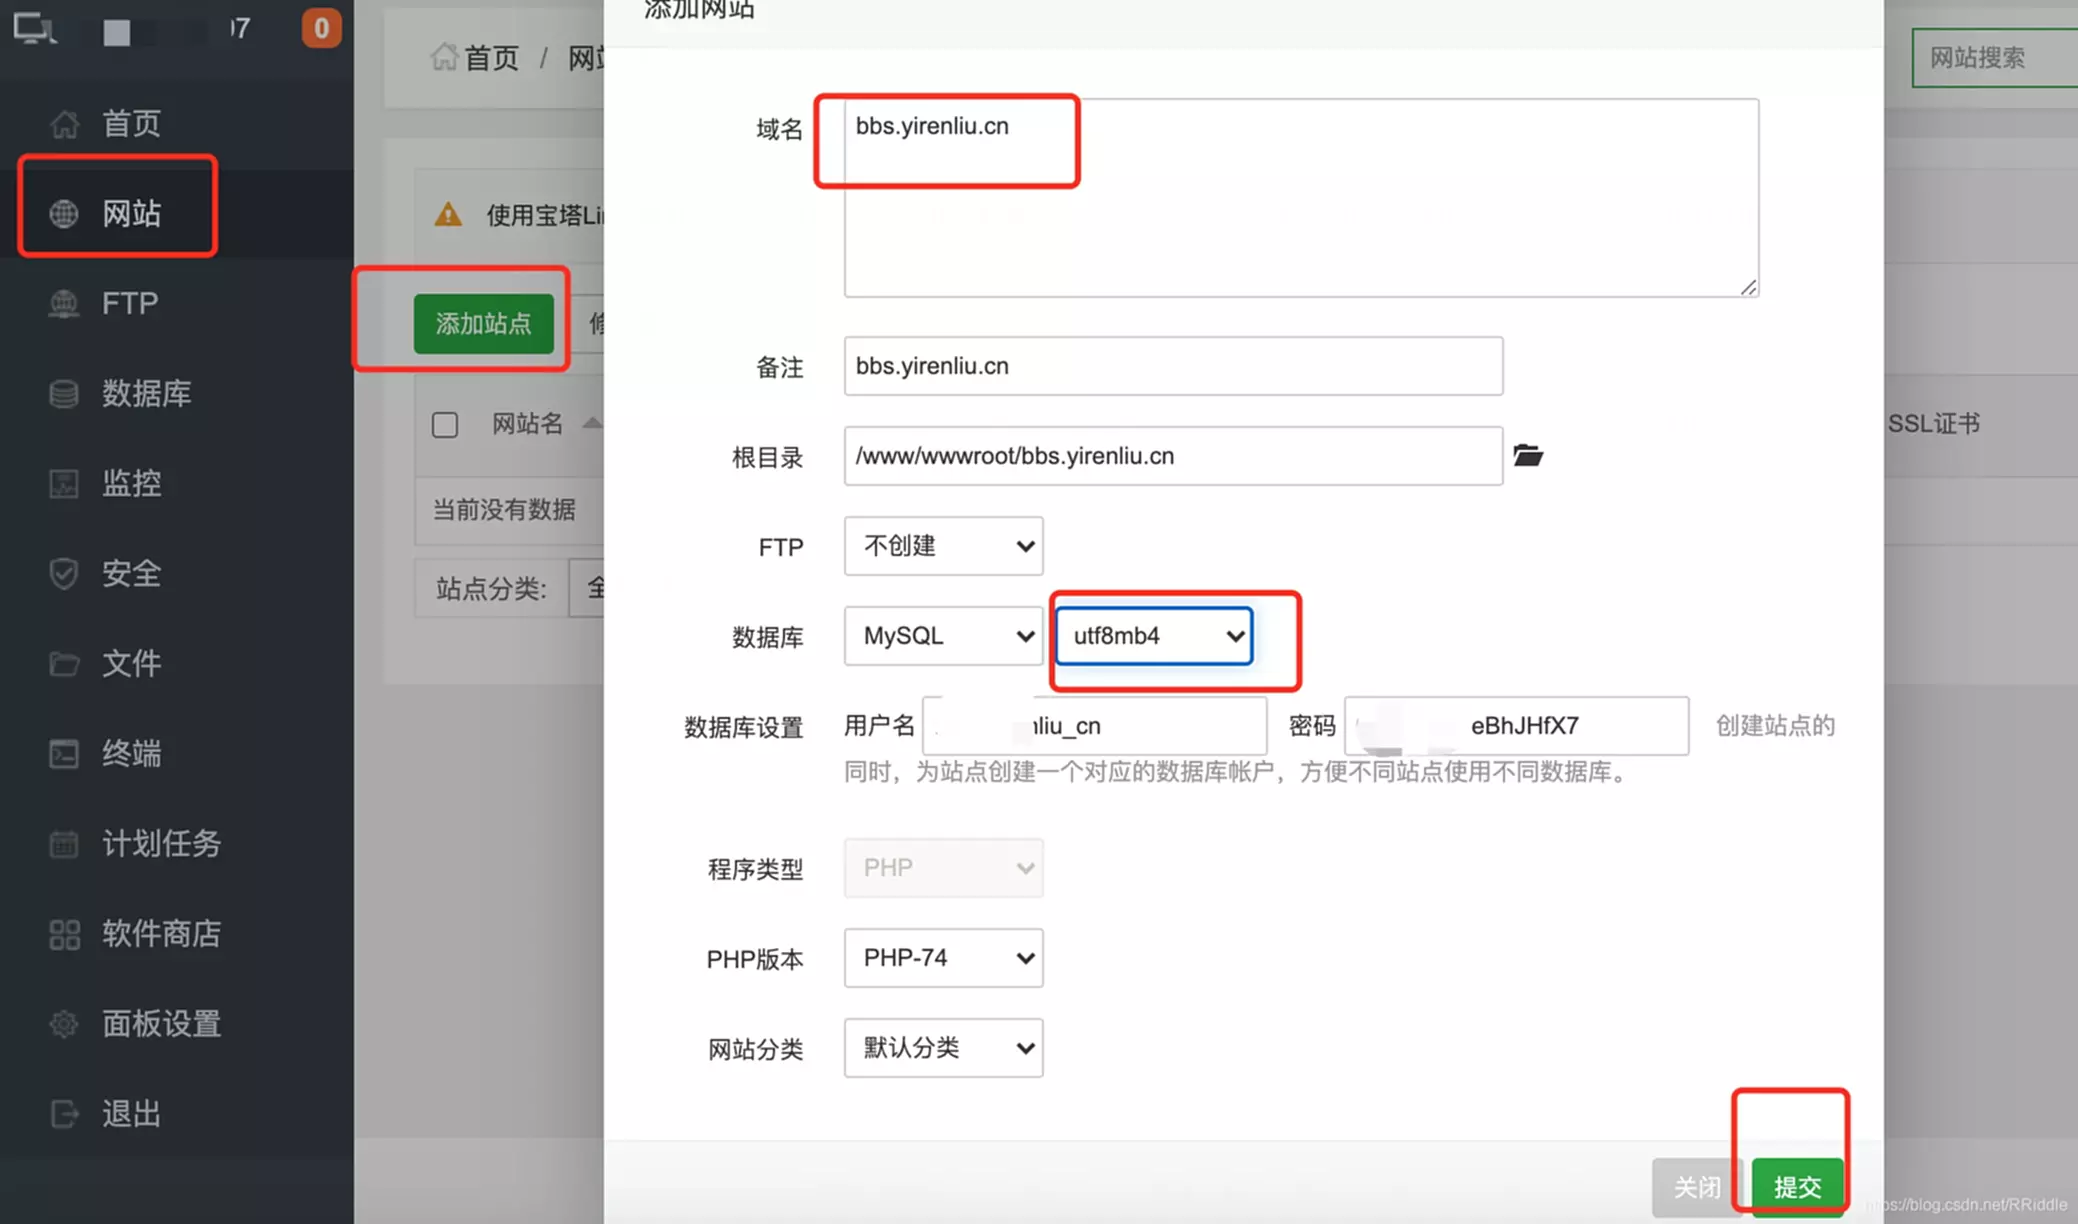 07
0
首页
网站
FTP
数据库
监控
安全
文件
终端
计划任务
软件商店
面板设置
退出
首页 /
使用宝塔Li
添加站点
网站名
当前没有数据
站点分类:
网站搜索
SSL证书
添加网站
域名 bbs.yirenliu.cn
备注 bbs.yirenliu.cn
根目录 /www/wwwroot/bbs.yirenliu.cn
FTP 不创建
数据库 MySQL utf8mb4
数据库设置 用户名 liu_cn 密码 eBhJHfX7 创建站点的
同时，为站点创建一个对应的数据库帐户，方便不同站点使用不同数据库。
程序类型 PHP
PHP版本 PHP-74
网站分类 默认分类
关闭 提交
https://blog.csdn.net/RRiddle